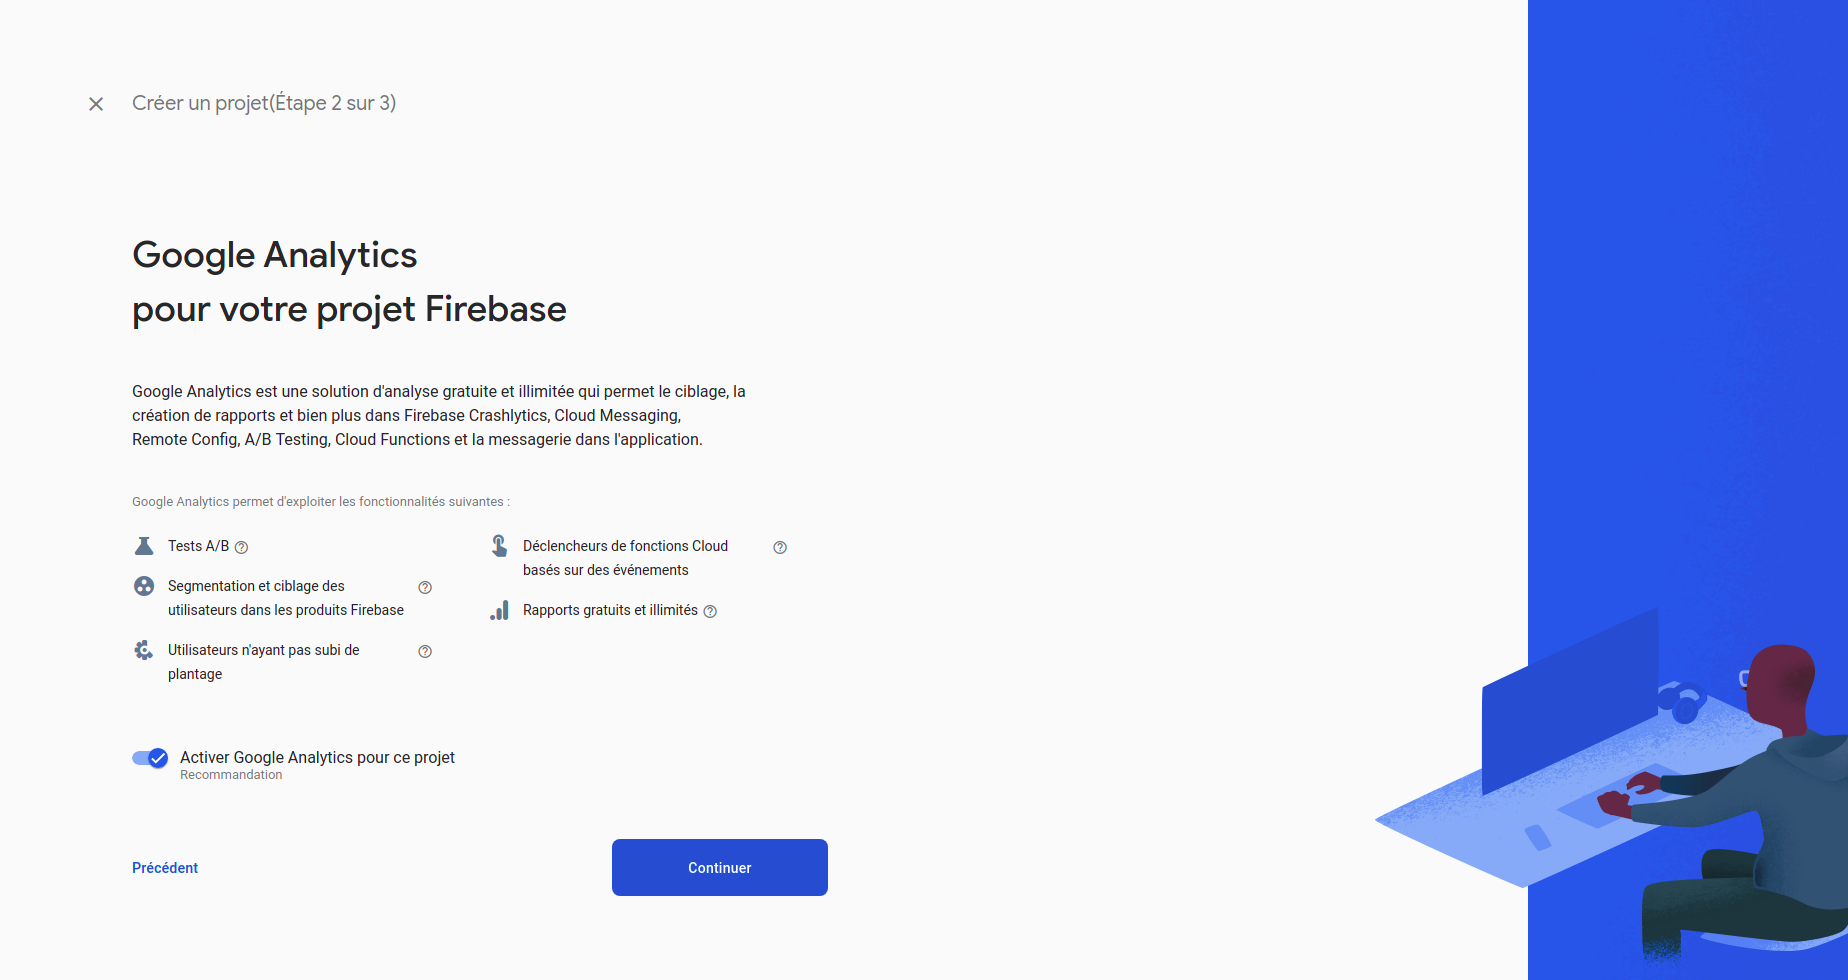 Créer un projet(Étape 2 sur 3)
Google Analytics
pour votre projet Firebase
Google Analytics est une solution d'analyse gratuite et illimitée qui permet le ciblage, la
création de rapports et bien plus dans Firebase Crashlytics, Cloud Messaging,
Remote Config, A/B Testing, Cloud Functions et la messagerie dans l'application.
Google Analytics permet d'exploiter les fonctionnalités suivantes :
Tests A/B
Segmentation et ciblage des
utilisateurs dans les produits Firebase
Utilisateurs n'ayant pas subi de
plantage
Déclencheurs de fonctions Cloud
basés sur des événements
Rapports gratuits et illimités
Activer Google Analytics pour ce projet
Recommandation
Précédent
Continuer